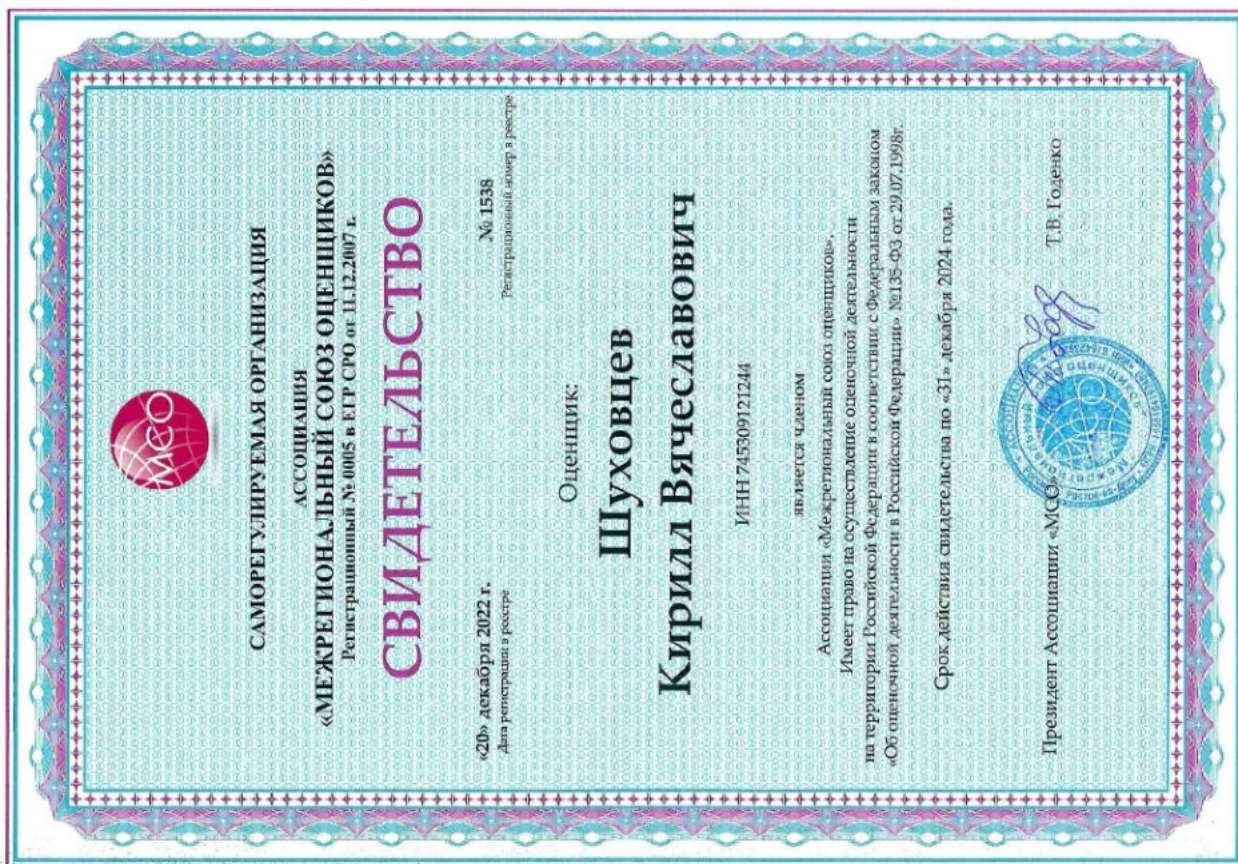 МСО
САМОРЕГУЛИРУЕМАЯ ОРГАНИЗАЦИЯ
АССОЦИАЦИЯ
«МЕЖРЕГИОНАЛЬНЫЙ СОЮЗ ОЦЕНЩИКОВ»
Регистрационный № 0005 в ЕГР СРО от 11.12.2007 г.
СВИДЕТЕЛЬСТВО
«20» декабря 2022 г. № 1538
Дата регистрации в реестре Регистрационный номер в реестре
Оценщик:
Шуховцев
Кирилл Вячеславович
ИНН 745309121244
является членом
Ассоциации «Межрегиональный союз оценщиков».
Имеет право на осуществление оценочной деятельности
на территории Российской Федерации в соответствии с Федеральным законом
«Об оценочной деятельности в Российской Федерации» №135-ФЗ от 29.07.1998г.
Срок действия свидетельства по «31» декабря 2024 года.
Президент Ассоциации «МСО» Т.В. Годенко